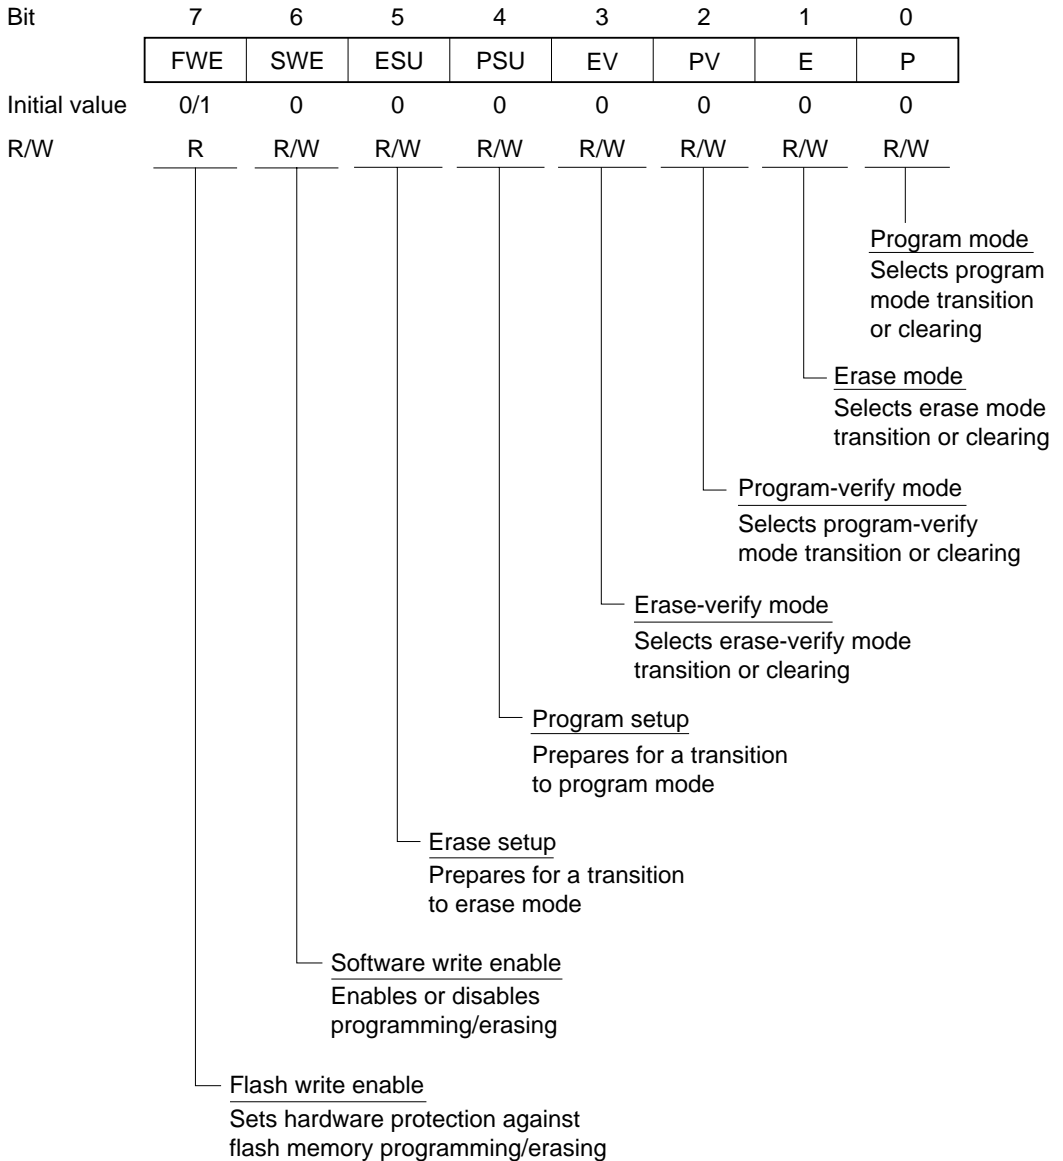 Bit 7 6 5 4 3 2 1 0
FWE SWE ESU PSU EV PV E P
Initial value 0/1 0 0 0 0 0 0 0
R/W R R/W R/W R/W R/W R/W R/W R/W
Program mode
Selects program
mode transition
or clearing
Erase mode
Selects erase mode
transition or clearing
Program-verify mode
Selects program-verify
mode transition or clearing
Erase-verify mode
Selects erase-verify mode
transition or clearing
Program setup
Prepares for a transition
to program mode
Erase setup
Prepares for a transition
to erase mode
Software write enable
Enables or disables
programming/erasing
Flash write enable
Sets hardware protection against
flash memory programming/erasing